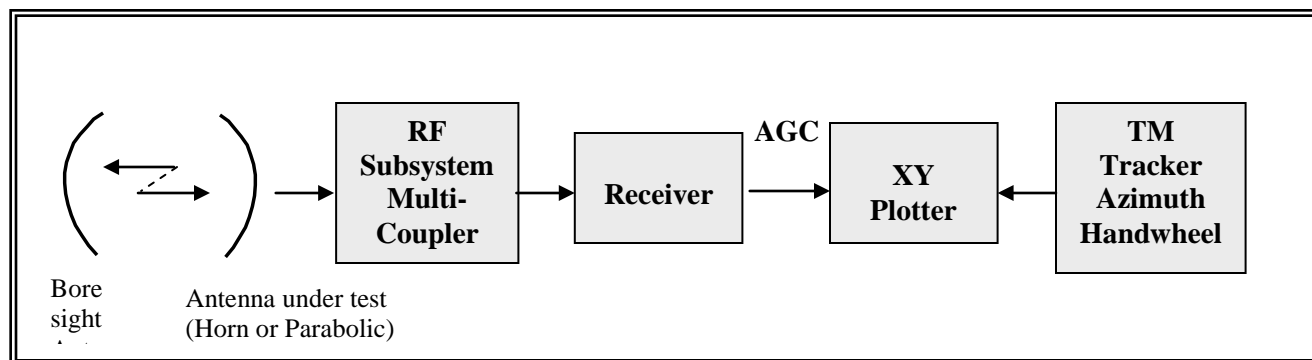 RF
Subsystem
Multi-
Coupler
Receiver
AGC
XY
Plotter
TM
Tracker
Azimuth
Handwheel
Bore
sight
Antenna under test
(Horn or Parabolic)